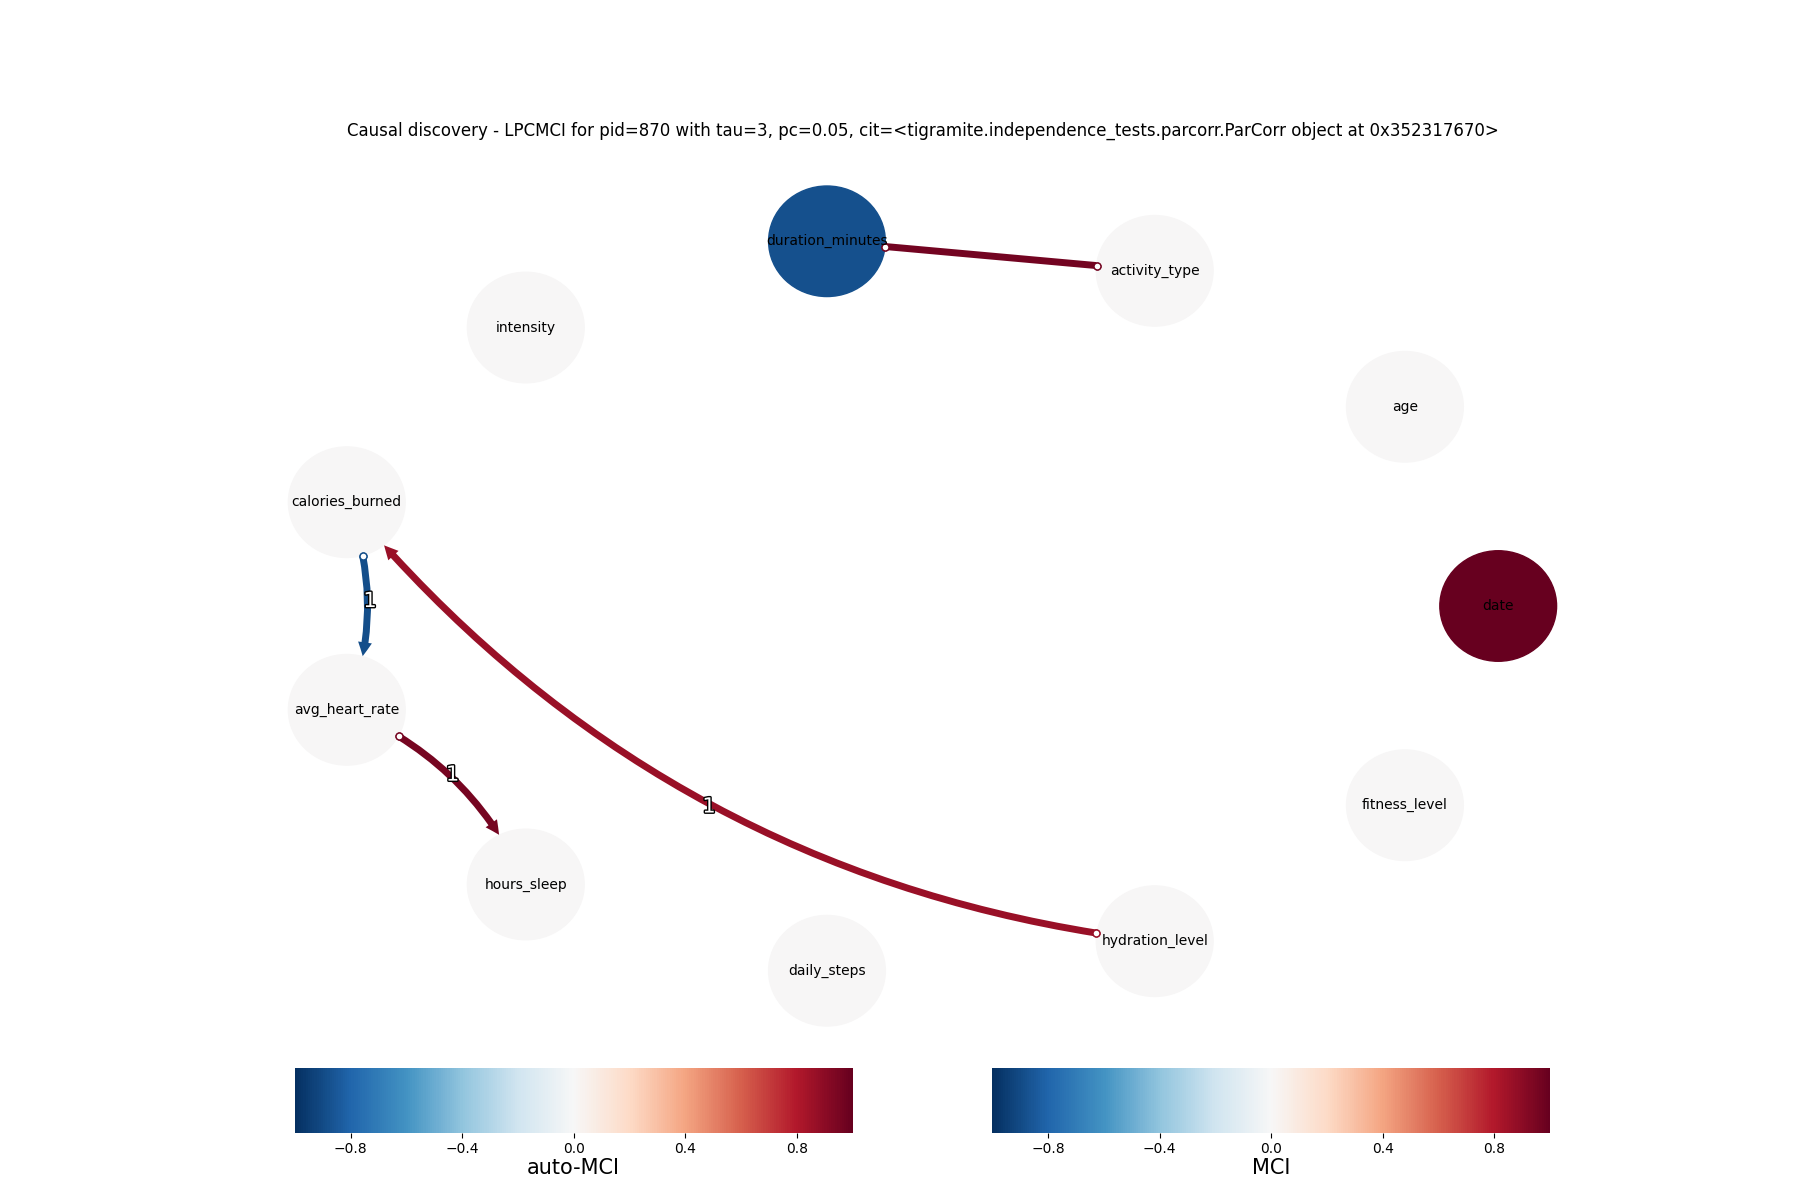 Causal discovery - LPCMCI for pid=870 with tau=3, pc=0.05, cit=<tigramite.independence_tests.parcorr.ParCorr object at 0x352317670>
duration_minutes
activity_type
intensity
age
calories_burned
1
date
avg_heart_rate
1
1
fitness_level
hours_sleep
hydration_level
daily_steps
−0.8 −0.4 0.0 0.4 0.8
auto-MCI
−0.8 −0.4 0.0 0.4 0.8
MCI